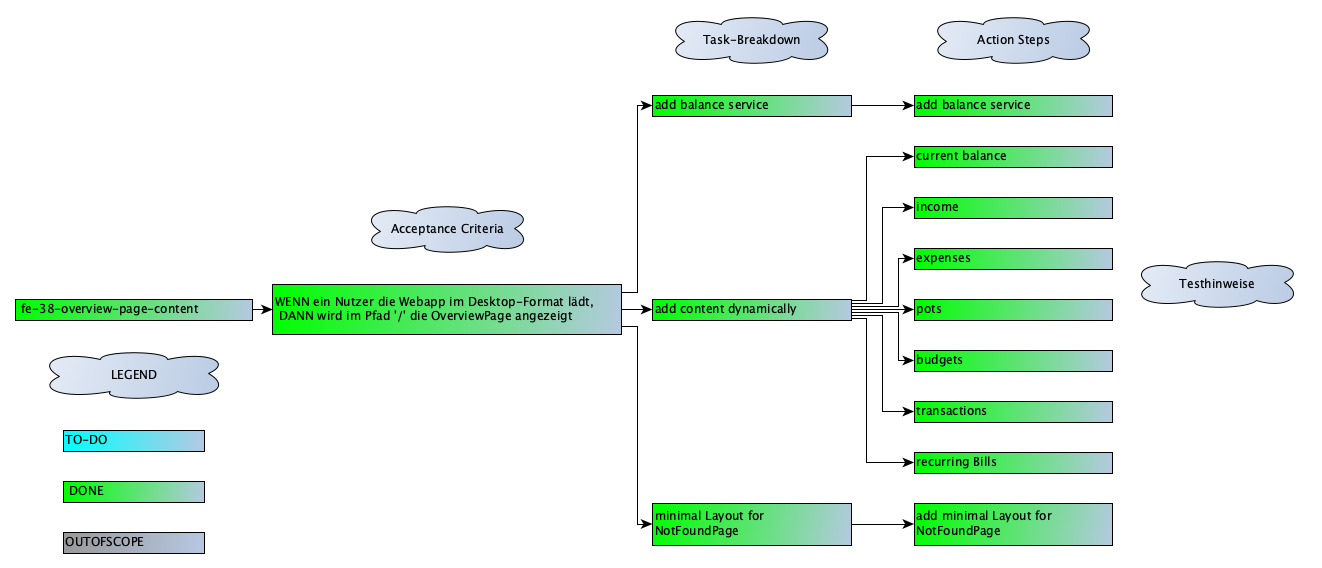 Task-Breakdown
Action Steps
add balance service
add balance service
current balance
income
Acceptance Criteria
expenses
Testhinweise
fe-38-overview-page-content
WENN ein Nutzer die Webapp im Desktop-Format lädt,
DANN wird im Pfad '/' die OverviewPage angezeigt
add content dynamically
pots
budgets
LEGEND
transactions
TO-DO
recurring Bills
DONE
minimal Layout for
NotFoundPage
add minimal Layout for
NotFoundPage
OUTOFSCOPE